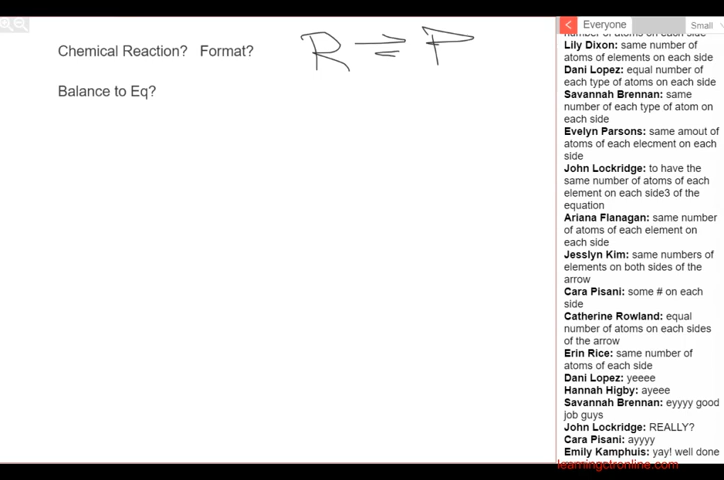 Chemical Reaction? Format?
R ⇌ P
Balance to Eq?
Everyone
Small
number of atoms on each side
Lily Dixon: same number of
atoms of elements on each side
Dani Lopez: equal number of
each type of atoms on each side
Savannah Brennan: same
number of each type of atom on
each side
Evelyn Parsons: same amout of
atoms of each elecment on each
side
John Lockridge: to have the
same number of atoms of each
element on each side3 of the
equation
Ariana Flanagan: same number
of atoms of each element on
each side
Jesslyn Kim: same numbers of
elements on both sides of the
arrow
Cara Pisani: some # on each
side
Catherine Rowland: equal
number of atoms on each sides
of the arrow
Erin Rice: same number of
atoms of each side
Dani Lopez: yeeee
Hannah Higby: ayeee
Savannah Brennan: eyyyy good
job guys
John Lockridge: REALLY?
Cara Pisani: ayyyy
Emily Kamphuis: yay! well done
learningctronline.com